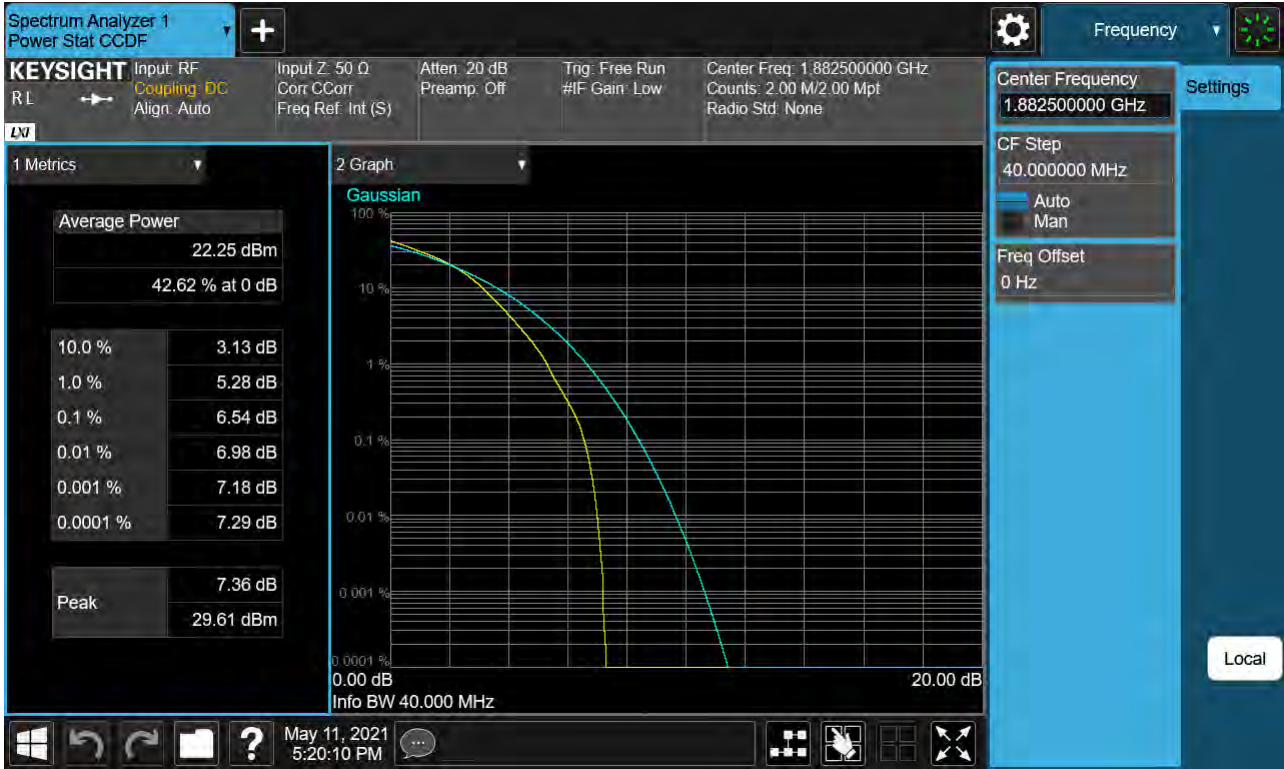 Spectrum Analyzer 1
Power Stat CCDF
Frequency
KEYSIGHT
RL
LXI
Input: RF
Coupling: DC
Align: Auto
Input Z: 50 Ω
Corr CCorr
Freq Ref: Int (S)
Atten: 20 dB
Preamp: Off
Trig: Free Run
#IF Gain: Low
Center Freq: 1.882500000 GHz
Counts: 2.00 M/2.00 Mpt
Radio Std: None
Center Frequency
1.882500000 GHz
Settings
CF Step
40.000000 MHz
Auto
Man
Freq Offset
0 Hz
1 Metrics
Average Power
22.25 dBm
42.62 % at 0 dB
10.0 % 3.13 dB
1.0 % 5.28 dB
0.1 % 6.54 dB
0.01 % 6.98 dB
0.001 % 7.18 dB
0.0001 % 7.29 dB
Peak
7.36 dB
29.61 dBm
2 Graph
Gaussian
100 %
10 %
1 %
0.1 %
0.01 %
0.001 %
0.0001 %
0.00 dB 20.00 dB
Info BW 40.000 MHz
Local
?
May 11, 2021
5:20:10 PM